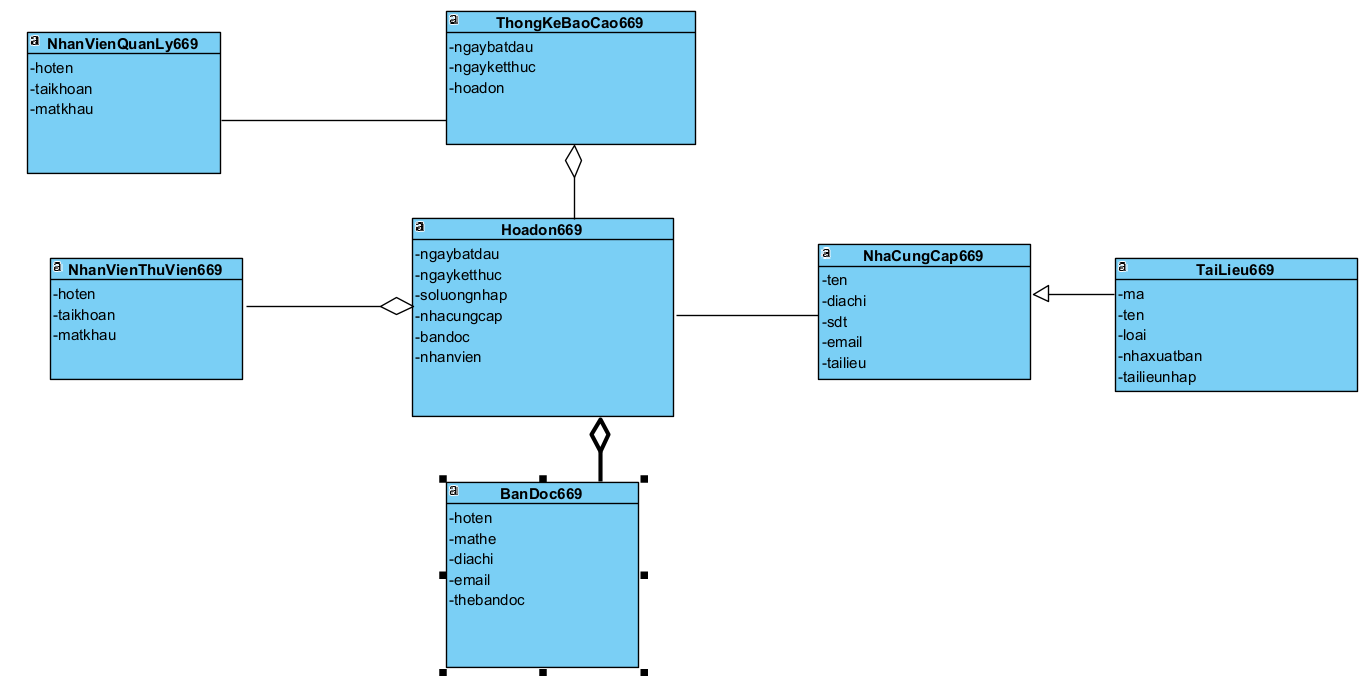 NhanVienQuanLy669
-hoten
-taikhoan
-matkhau
ThongKeBaoCao669
-ngaybatdau
-ngayketthuc
-hoadon
NhanVienThuVien669
-hoten
-taikhoan
-matkhau
Hoadon669
-ngaybatdau
-ngayketthuc
-soluongnhap
-nhacungcap
-bandoc
-nhanvien
NhaCungCap669
-ten
-diachi
-sdt
-email
-tailieu
TaiLieu669
-ma
-ten
-loai
-nhaxuatban
-tailieunhap
BanDoc669
-hoten
-mathe
-diachi
-email
-thebandoc